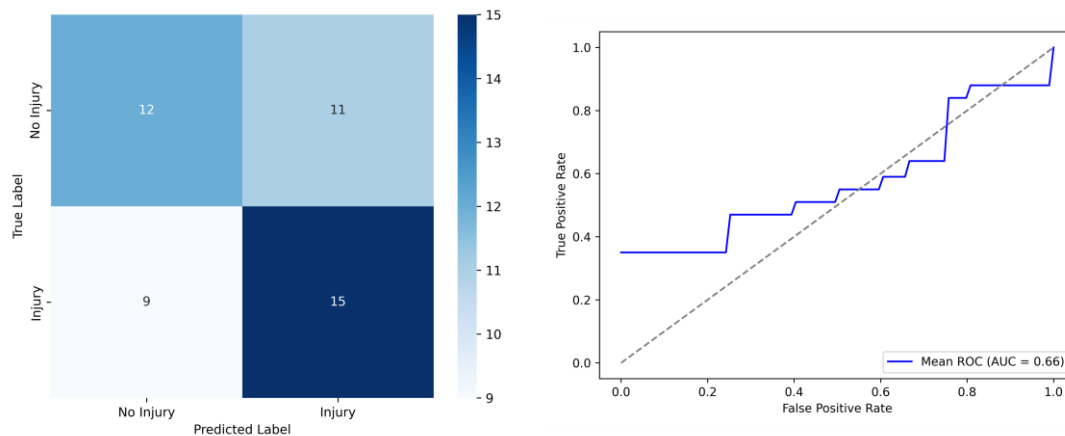 No Injury
Injury
True Label
12
11
9
15
No Injury
Injury
Predicted Label
15
14
13
12
11
10
9
1.0
0.8
0.6
0.4
0.2
0.0
True Positive Rate
0.0
0.2
0.4
0.6
0.8
1.0
False Positive Rate
Mean ROC (AUC = 0.66)